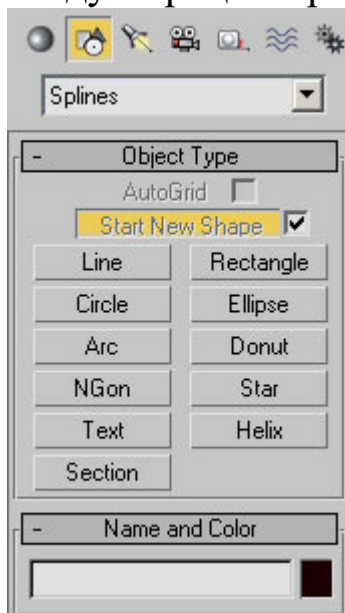 Splines
- Object Type
AutoGrid
Start New Shape
Line Rectangle
Circle Ellipse
Arc Donut
NGon Star
Text Helix
Section
- Name and Color